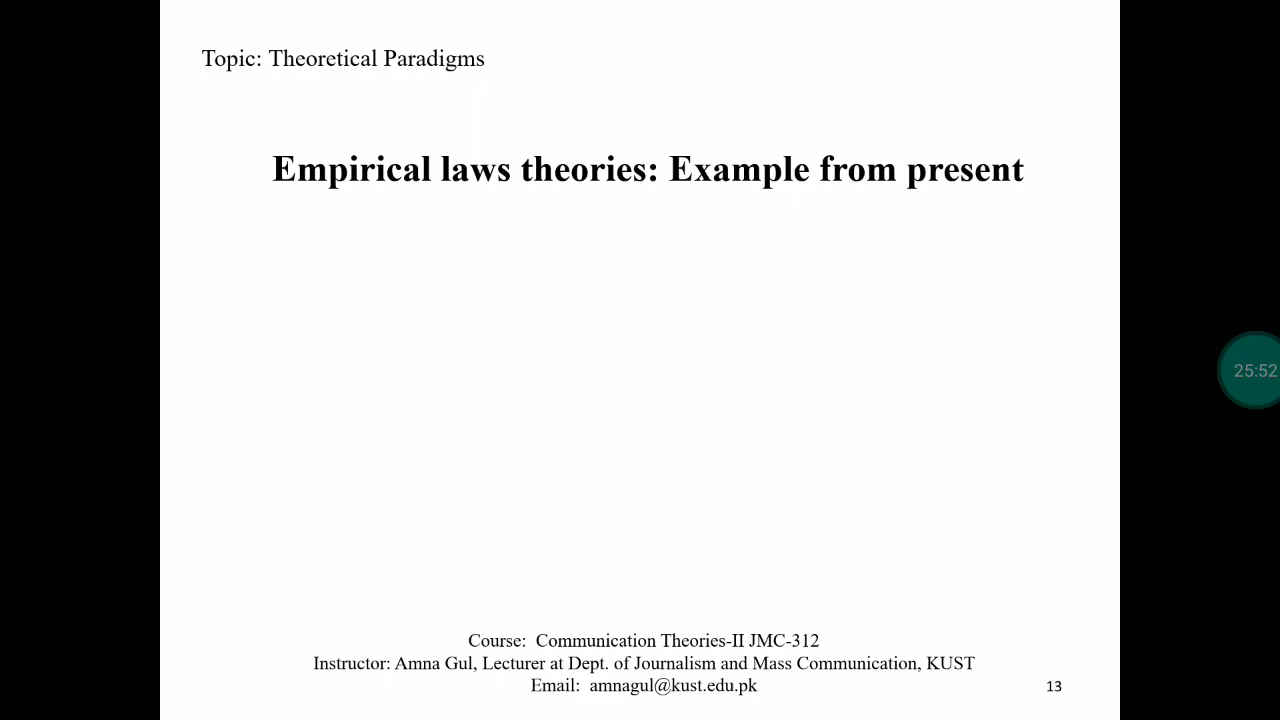 Topic: Theoretical Paradigms
Empirical laws theories: Example from present
25:52
Course: Communication Theories-II JMC-312
Instructor: Amna Gul, Lecturer at Dept. of Journalism and Mass Communication, KUST
Email: amnagul@kust.edu.pk
13